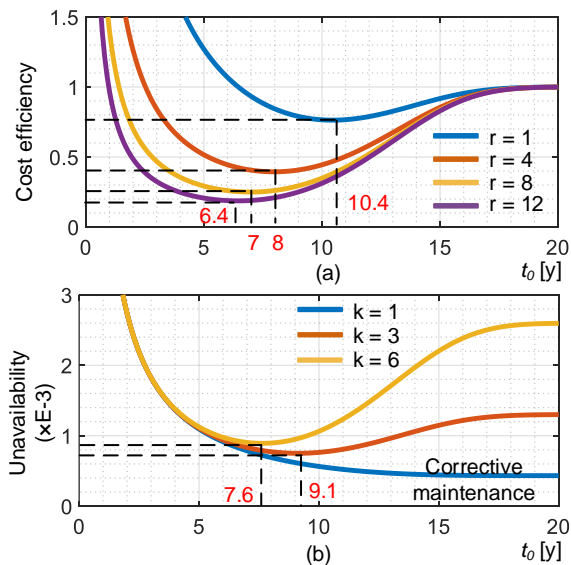 1.5
1
0.5
0
Cost efficiency
r = 1
r = 4
r = 8
r = 12
6.4
7
8
10.4
0
5
10
15
20
(a)
t0 [y]
3
2
1
0
Unavailability
(×E-3)
k = 1
k = 3
k = 6
7.6
9.1
Corrective
maintenance
0
5
10
15
20
(b)
t0 [y]